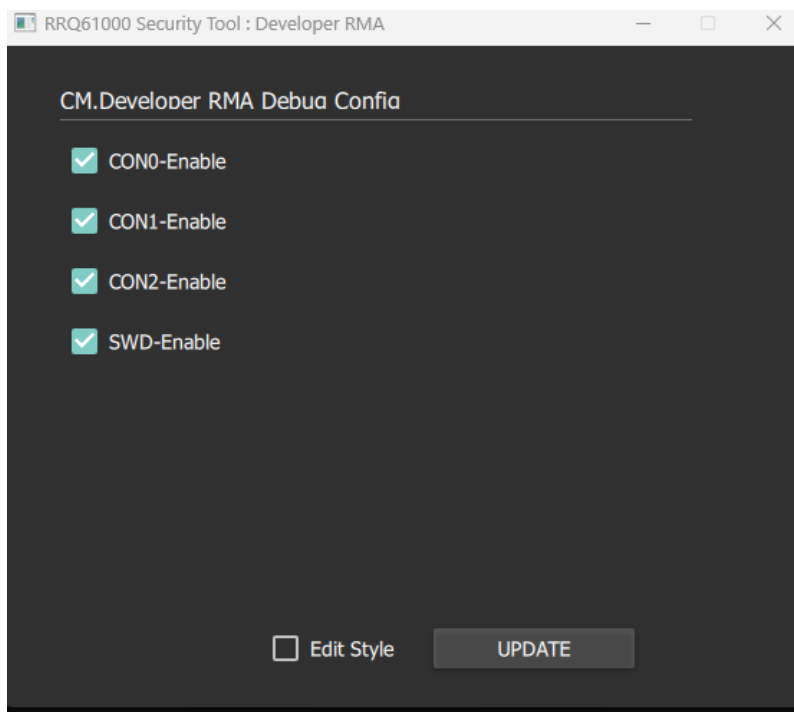 RRQ61000 Security Tool : Developer RMA
CM.Developer RMA Debug Config
CON0-Enable
CON1-Enable
CON2-Enable
SWD-Enable
Edit Style
UPDATE